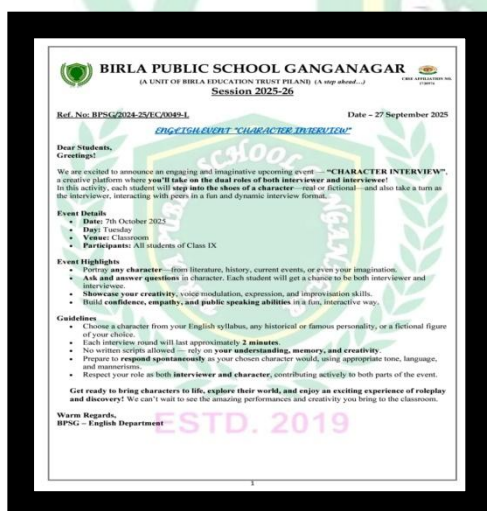 BIRLA PUBLIC SCHOOL GANGANAGAR
(A UNIT OF BIRLA EDUCATION TRUST PILANI) (A step ahead...)
CBSE AFFILIATION NO.
Session 2025-26
Ref. No: BPSG/2024-25/EC/0049-L
Date – 27 September 2025
ENGLISH EVENT "CHARACTER INTERVIEW"
Dear Students,
Greetings!
We are excited to announce an engaging and imaginative upcoming event — "CHARACTER INTERVIEW",
a creative platform where you'll take on the dual roles of both interviewer and interviewee!
In this activity, each student will step into the shoes of a character—real or fictional—and also take a turn as
the interviewer, interacting with peers in a fun and dynamic interview format.
Event Details
• Date: 7th October 2025
• Day: Tuesday
• Venue: Classroom
• Participants: All students of Class IX
Event Highlights
• Portray any character—from literature, history, current events, or even your imagination.
• Ask and answer questions in character. Each student will get a chance to be both interviewer and
interviewee.
• Showcase your creativity, voice modulation, expression, and improvisation skills.
• Build confidence, empathy, and public speaking abilities in a fun, interactive way.
Guidelines
• Choose a character from your English syllabus, any historical or famous personality, or a fictional figure
of your choice.
• Each interview round will last approximately 2 minutes.
• No written scripts allowed — rely on your understanding, memory, and creativity.
• Prepare to respond spontaneously as your chosen character would, using appropriate tone, language,
and mannerisms.
• Respect your role as both interviewer and character, contributing actively to both parts of the event.
Get ready to bring characters to life, explore their world, and enjoy an exciting experience of roleplay
and discovery! We can't wait to see the amazing performances and creativity you bring to the classroom.
Warm Regards,
BPSG – English Department
ESTD. 2019
1